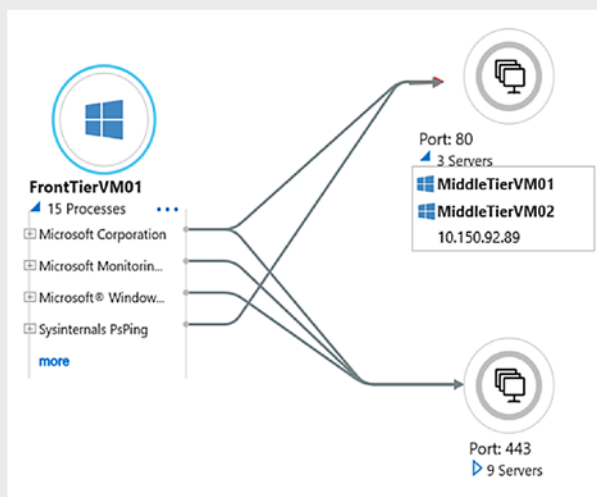 FrontTierVM01
15 Processes
Microsoft Corporation
Microsoft Monitorin...
Microsoft® Window...
Sysinternals PsPing
more
Port: 80
3 Servers
MiddleTierVM01
MiddleTierVM02
10.150.92.89
Port: 443
9 Servers